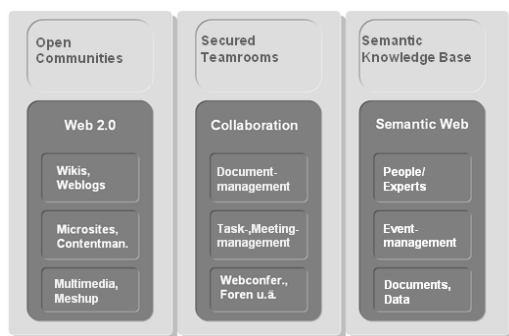 Open
Communities
Web 2.0
Wikis,
Weblogs
Microsites,
Contentman.
Multimedia,
Meshup
Secured
Teamrooms
Collaboration
Document-
management
Task-,Meeting-
management
Webconfer.,
Foren u.ä.
Semantic
Knowledge Base
Semantic Web
People/
Experts
Event-
management
Documents,
Data